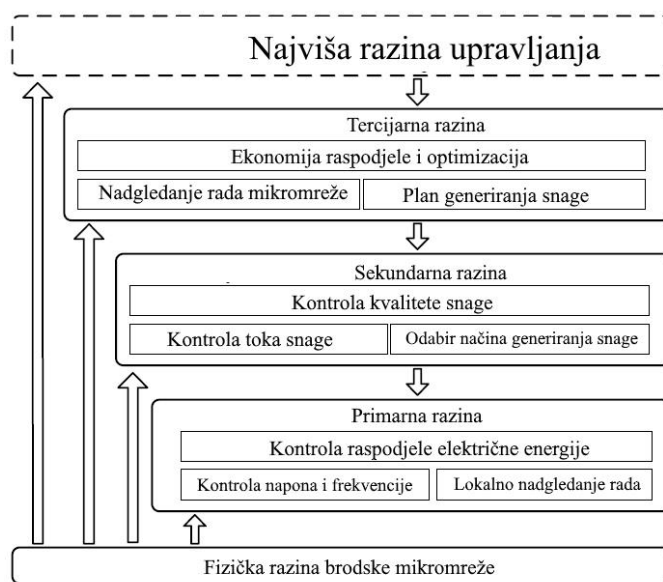 Najviša razina upravljanja
Tercijarna razina
Ekonomija raspodjele i optimizacija
Nadgledanje rada mikromreže
Plan generiranja snage
Sekundarna razina
Kontrola kvalitete snage
Kontrola toka snage
Odabir načina generiranja snage
Primarna razina
Kontrola raspodjele električne energije
Kontrola napona i frekvencije
Lokalno nadgledanje rada
Fizička razina brodske mikromreže